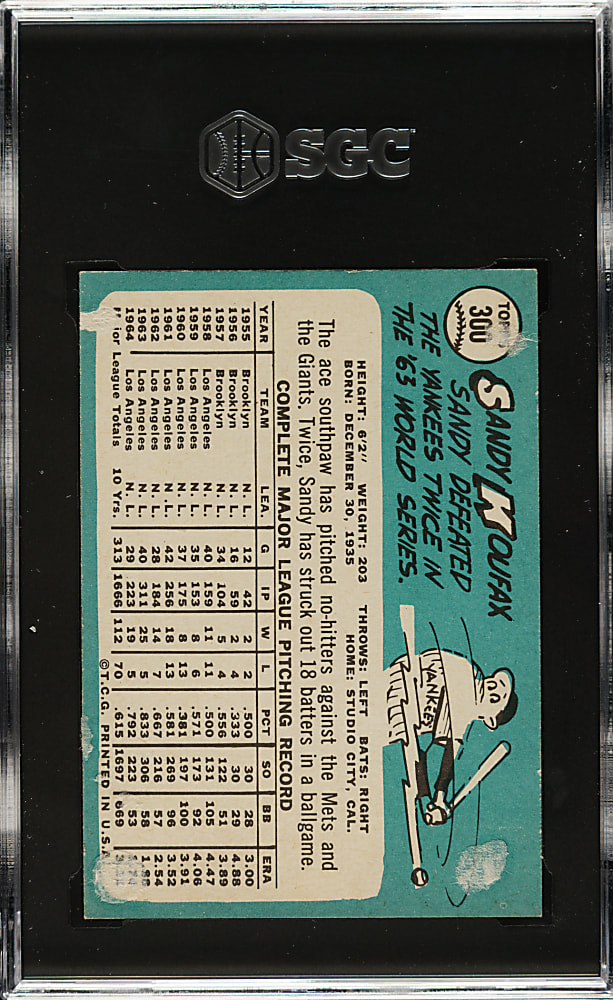 SGC
TOPPS
300
SANDY KOUFAX
SANDY DEFEATED
THE YANKEES TWICE IN
THE '63 WORLD SERIES.
YANKEES
HEIGHT: 6'2" WEIGHT: 203 THROWS: LEFT BATS: RIGHT
BORN: DECEMBER 30, 1935 HOME: STUDIO CITY, CAL.
The ace southpaw has pitched no-hitters against the Mets and
the Giants. Twice, Sandy has struck out 18 batters in a ballgame.
COMPLETE MAJOR LEAGUE PITCHING RECORD
YEAR TEAM LEA. G IP W L PCT SO BB ERA
1955 Brooklyn N. L. 12 42 2 2 .500 30 28 3.00
1956 Brooklyn N. L. 16 59 2 4 .333 30 29 4.88
1957 Brooklyn N. L. 34 104 5 4 .556 122 51 3.89
1958 Los Angeles N. L. 40 159 11 11 .500 131 105 4.47
1959 Los Angeles N. L. 35 153 8 6 .571 173 92 4.06
1960 Los Angeles N. L. 37 175 8 13 .381 197 100 3.91
1961 Los Angeles N. L. 42 256 18 13 .581 269 96 3.52
1962 Los Angeles N. L. 28 184 14 7 .667 216 57 2.54
1963 Los Angeles N. L. 40 311 25 5 .833 306 58 1.88
1964 Los Angeles N. L. 29 223 19 5 .792 223 53
League Totals 10 Yrs. 313 1666 112 70 .615 1697 669
©T.C.G. PRINTED IN U.S.A.